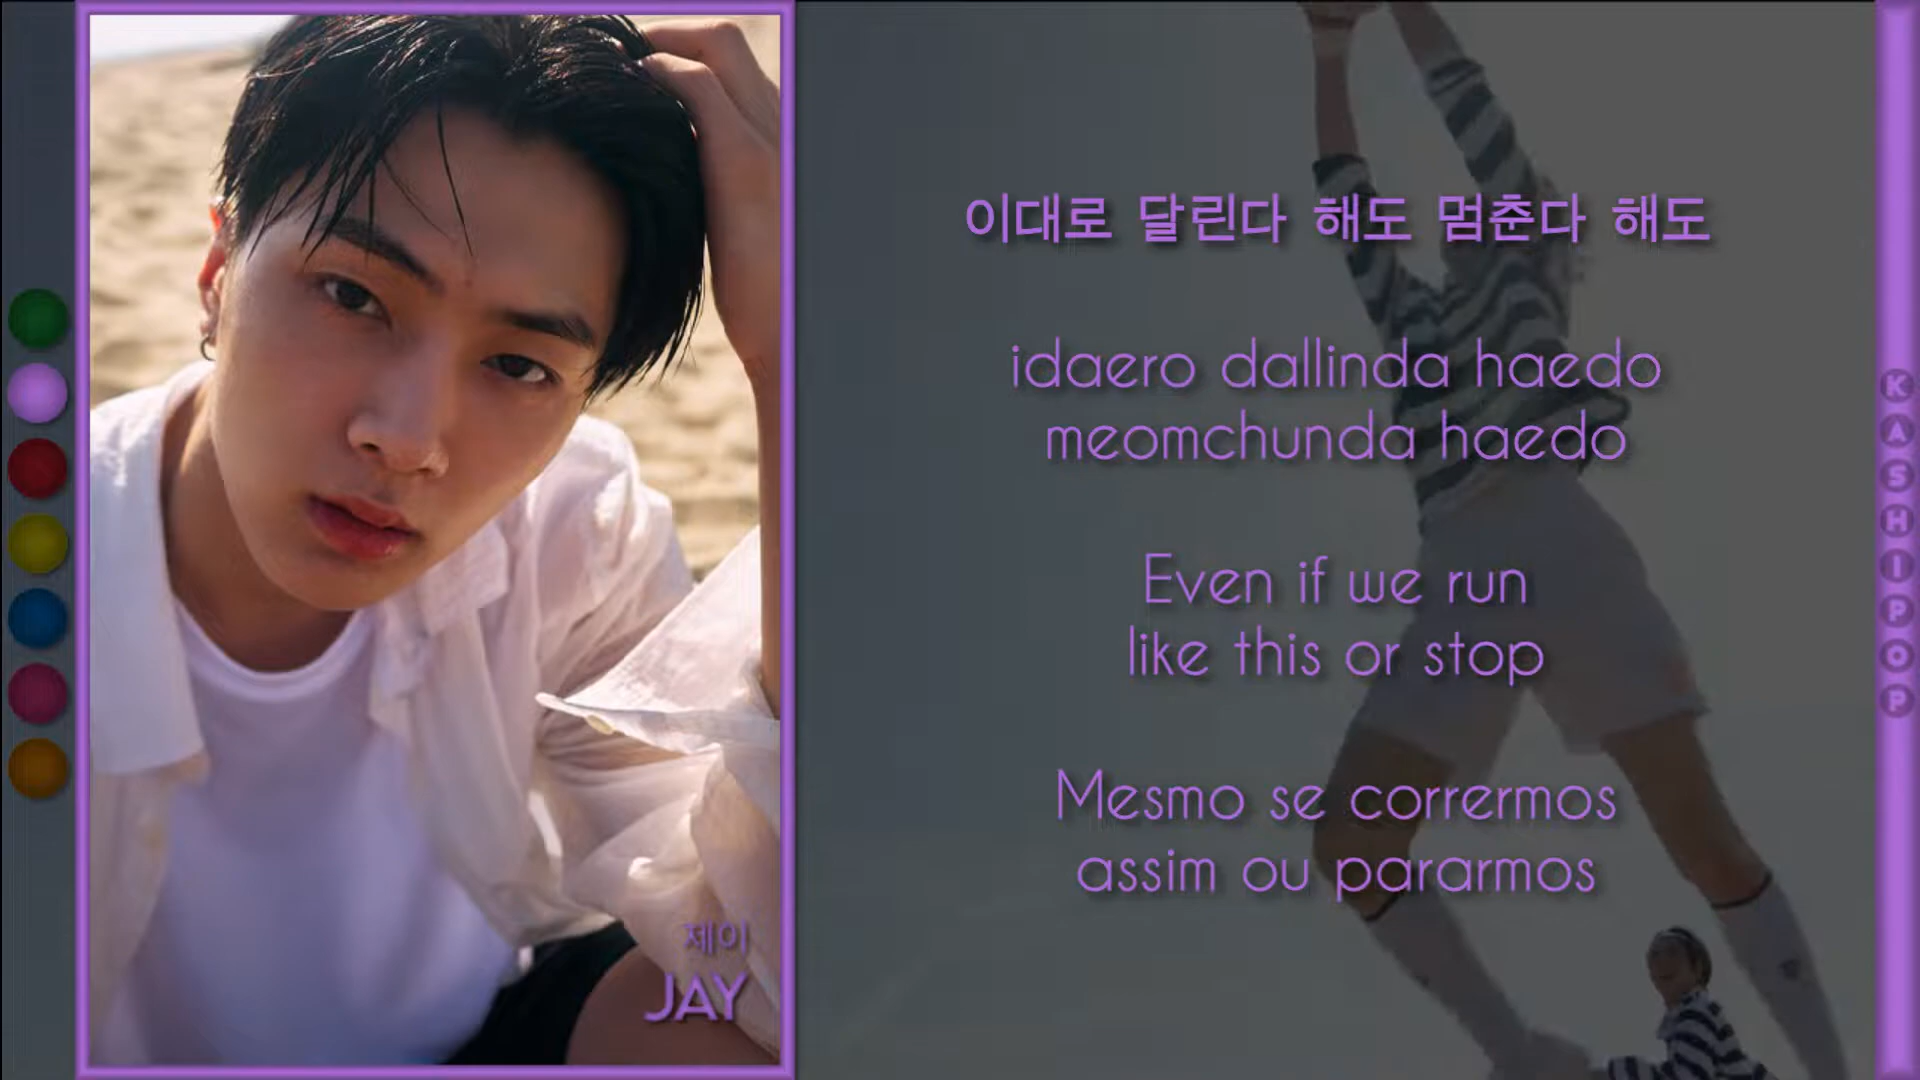 이대로 달린다 해도 멈춘다 해도
idaero dallinda haedo
meomchunda haedo
Even if we run
like this or stop
Mesmo se corrermos
assim ou pararmos
제이
JAY
KASHIPOP